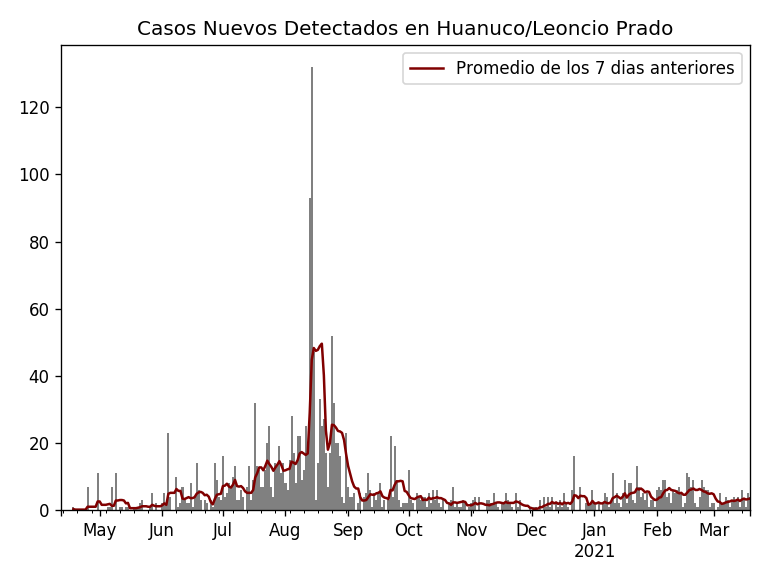 Casos Nuevos Detectados en Huanuco/Leoncio Prado
Promedio de los 7 dias anteriores
120
100
80
60
40
20
0
May Jun Jul Aug Sep Oct Nov Dec Jan Feb Mar
2021